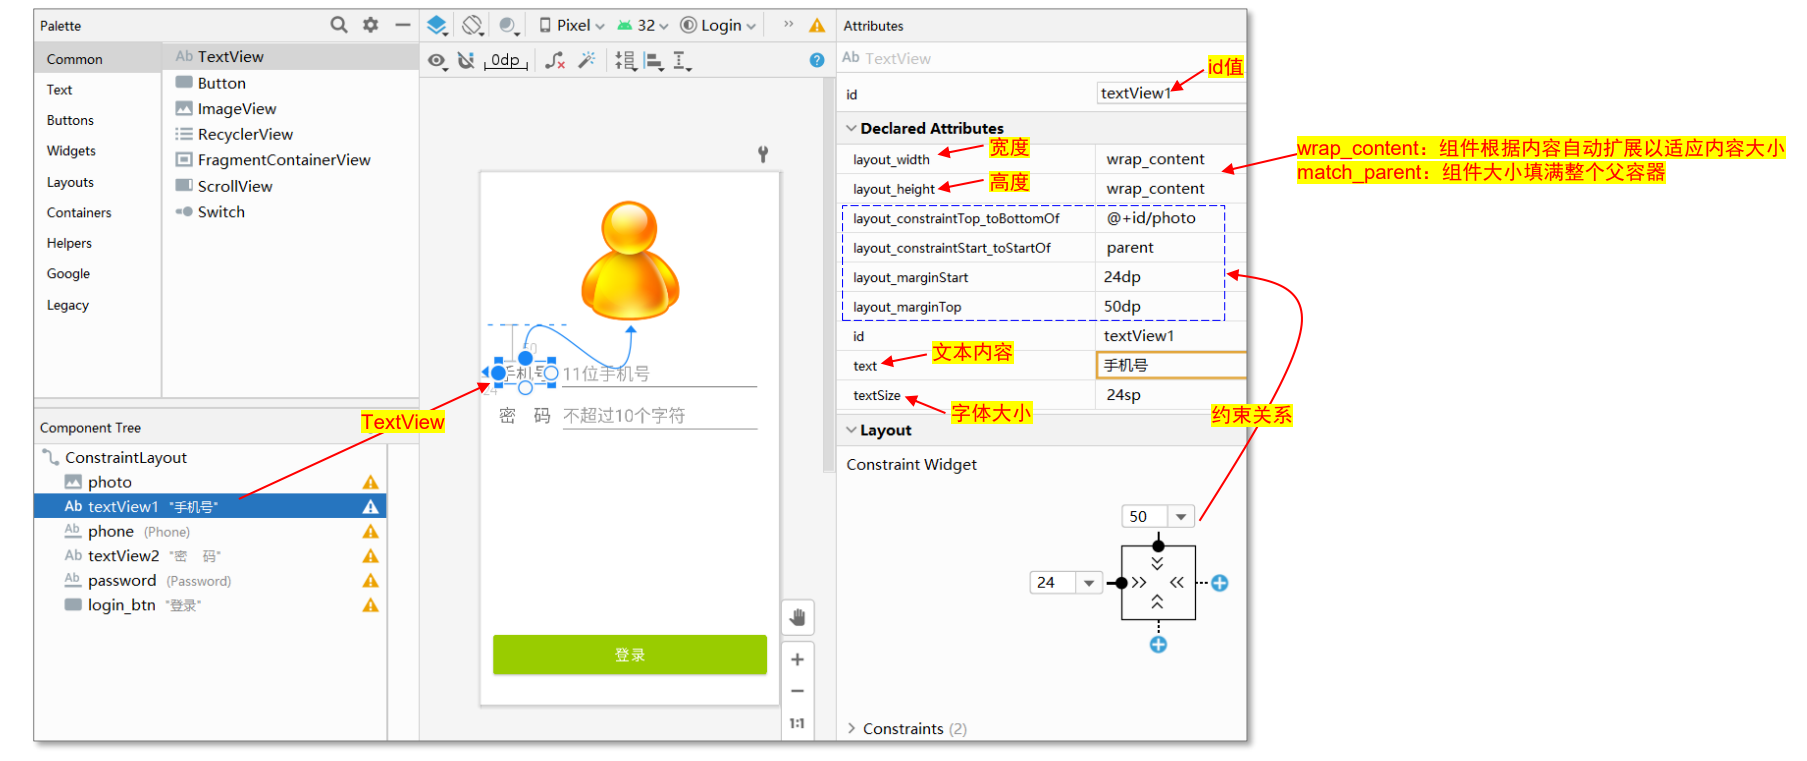 Palette
Common
Text
Buttons
Widgets
Layouts
Containers
Helpers
Google
Legacy
Ab TextView
Button
ImageView
RecyclerView
FragmentContainerView
ScrollView
Switch
Component Tree
ConstraintLayout
photo
Ab textView1 "手机号"
Ab phone (Phone)
Ab textView2 "密 码"
Ab password (Password)
login_btn "登录"
TextView
Pixel
32
Login
0dp
50
手机号
11位手机号
24
密 码
不超过10个字符
登录
1:1
Attributes
Ab TextView
id值
id textView1
Declared Attributes
layout_width 宽度 wrap_content
layout_height 高度 wrap_content
layout_constraintTop_toBottomOf @+id/photo
layout_constraintStart_toStartOf parent
layout_marginStart 24dp
layout_marginTop 50dp
id textView1
text 文本内容 手机号
textSize 字体大小 24sp
Layout
Constraint Widget
50
24
Constraints (2)
wrap_content：组件根据内容自动扩展以适应内容大小
match_parent：组件大小填满整个父容器
约束关系